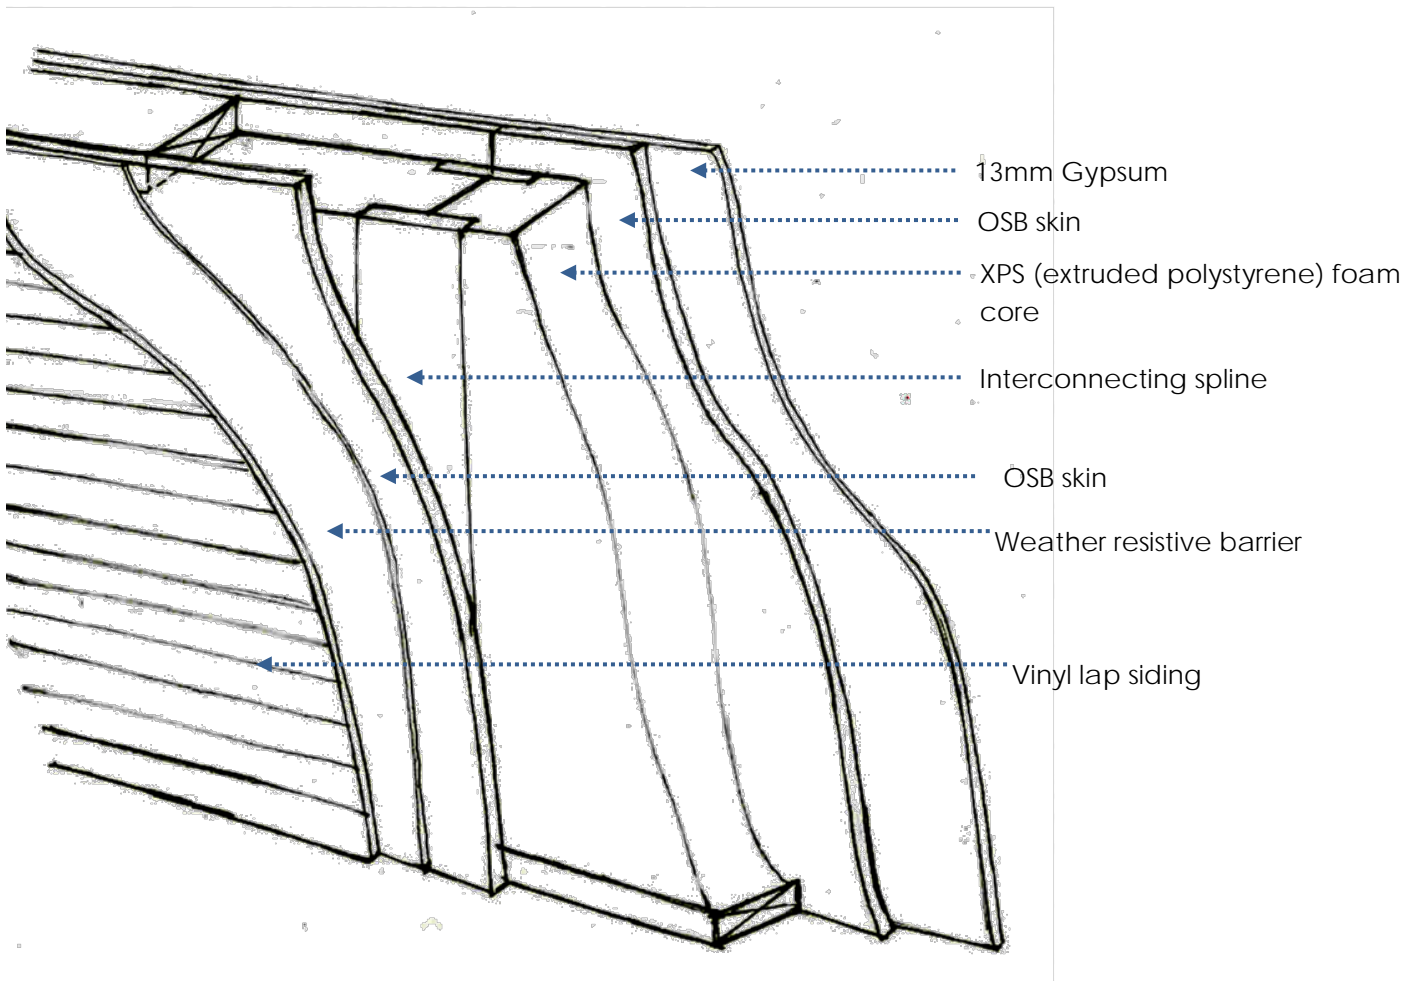 13mm Gypsum
OSB skin
XPS (extruded polystyrene) foam
core
Interconnecting spline
OSB skin
Weather resistive barrier
Vinyl lap siding